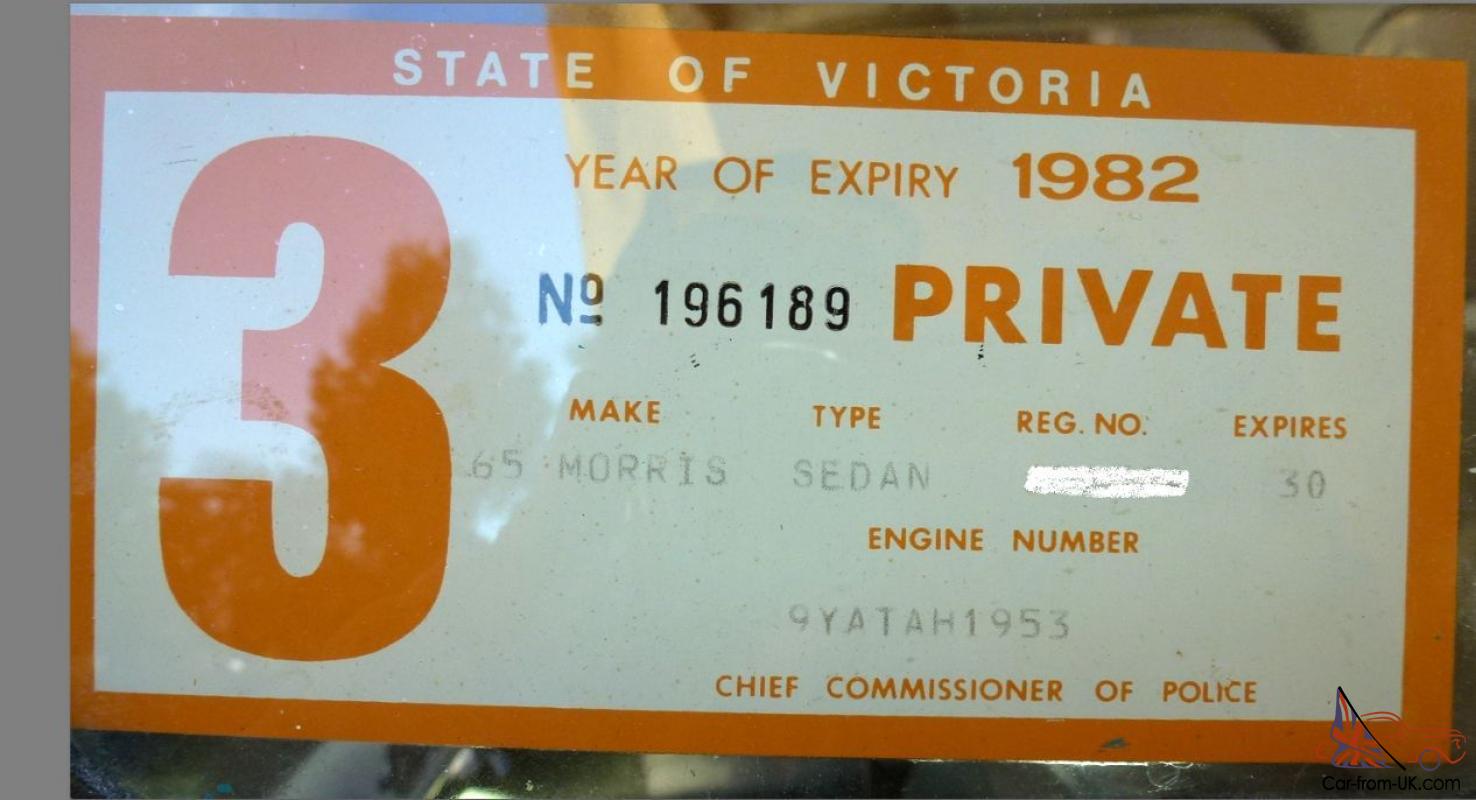 STATE OF VICTORIA
3
YEAR OF EXPIRY 1982
Nº 196189 PRIVATE
MAKE TYPE REG. NO. EXPIRES
65 MORRIS SEDAN 30
ENGINE NUMBER
9YATAH1953
CHIEF COMMISSIONER OF POLICE
Car-from-UK.com